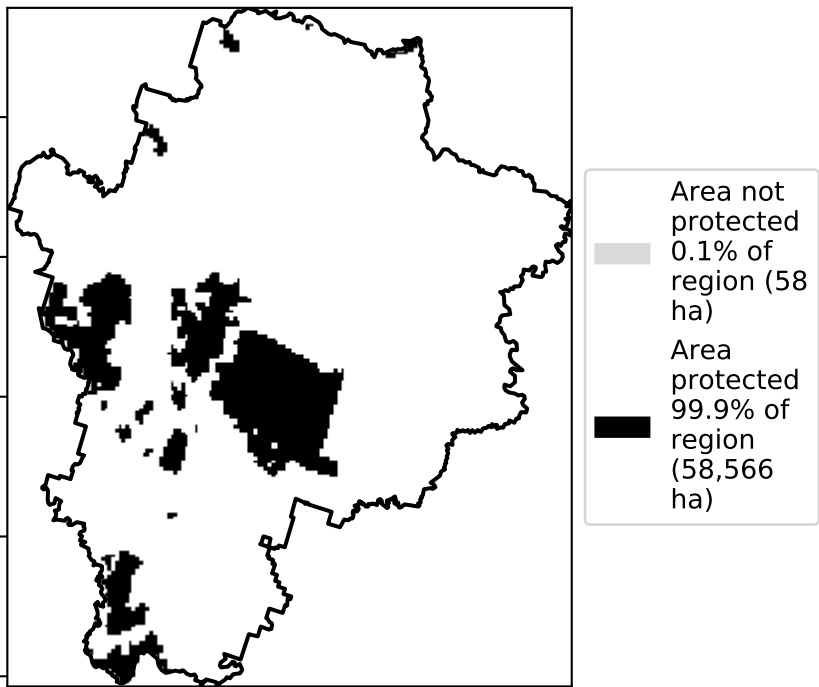 Area not
protected
0.1% of
region (58
ha)
Area
protected
99.9% of
region
(58,566
ha)